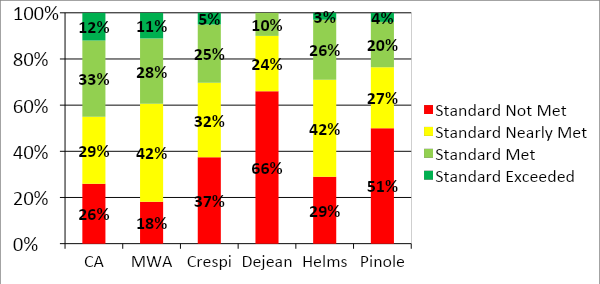 100%
80%
60%
40%
20%
0%
12% 11% 5% 10% 3% 4%
33% 28% 25% 24% 26% 20%
29% 42% 32% 66% 42% 27%
26% 18% 37% 29% 51%
CA MWA Crespi Dejean Helms Pinole
Standard Not Met
Standard Nearly Met
Standard Met
Standard Exceeded